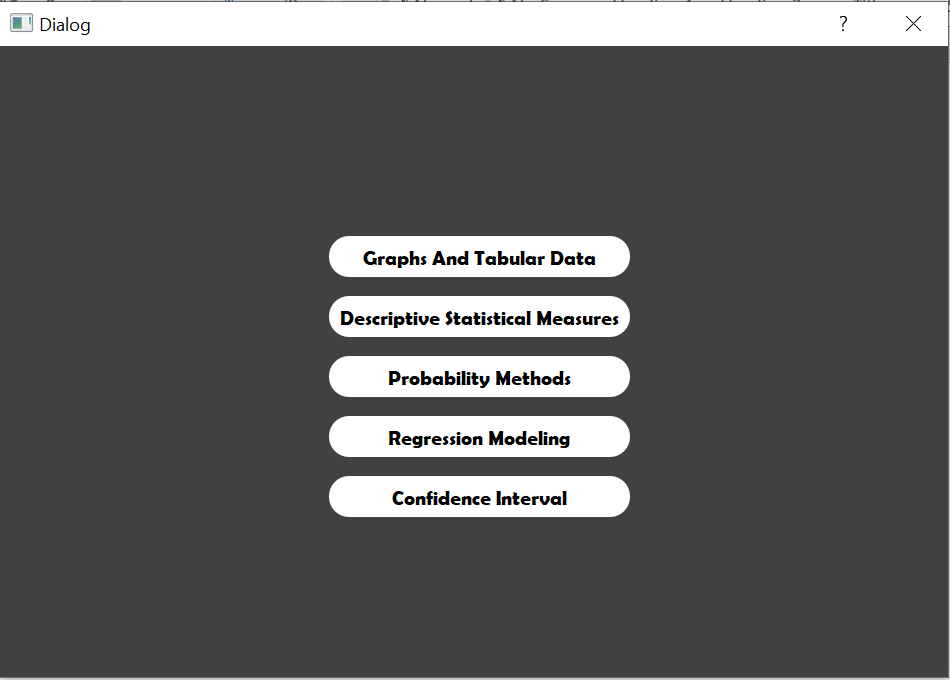 Dialog
?
Graphs And Tabular Data
Descriptive Statistical Measures
Probability Methods
Regression Modeling
Confidence Interval